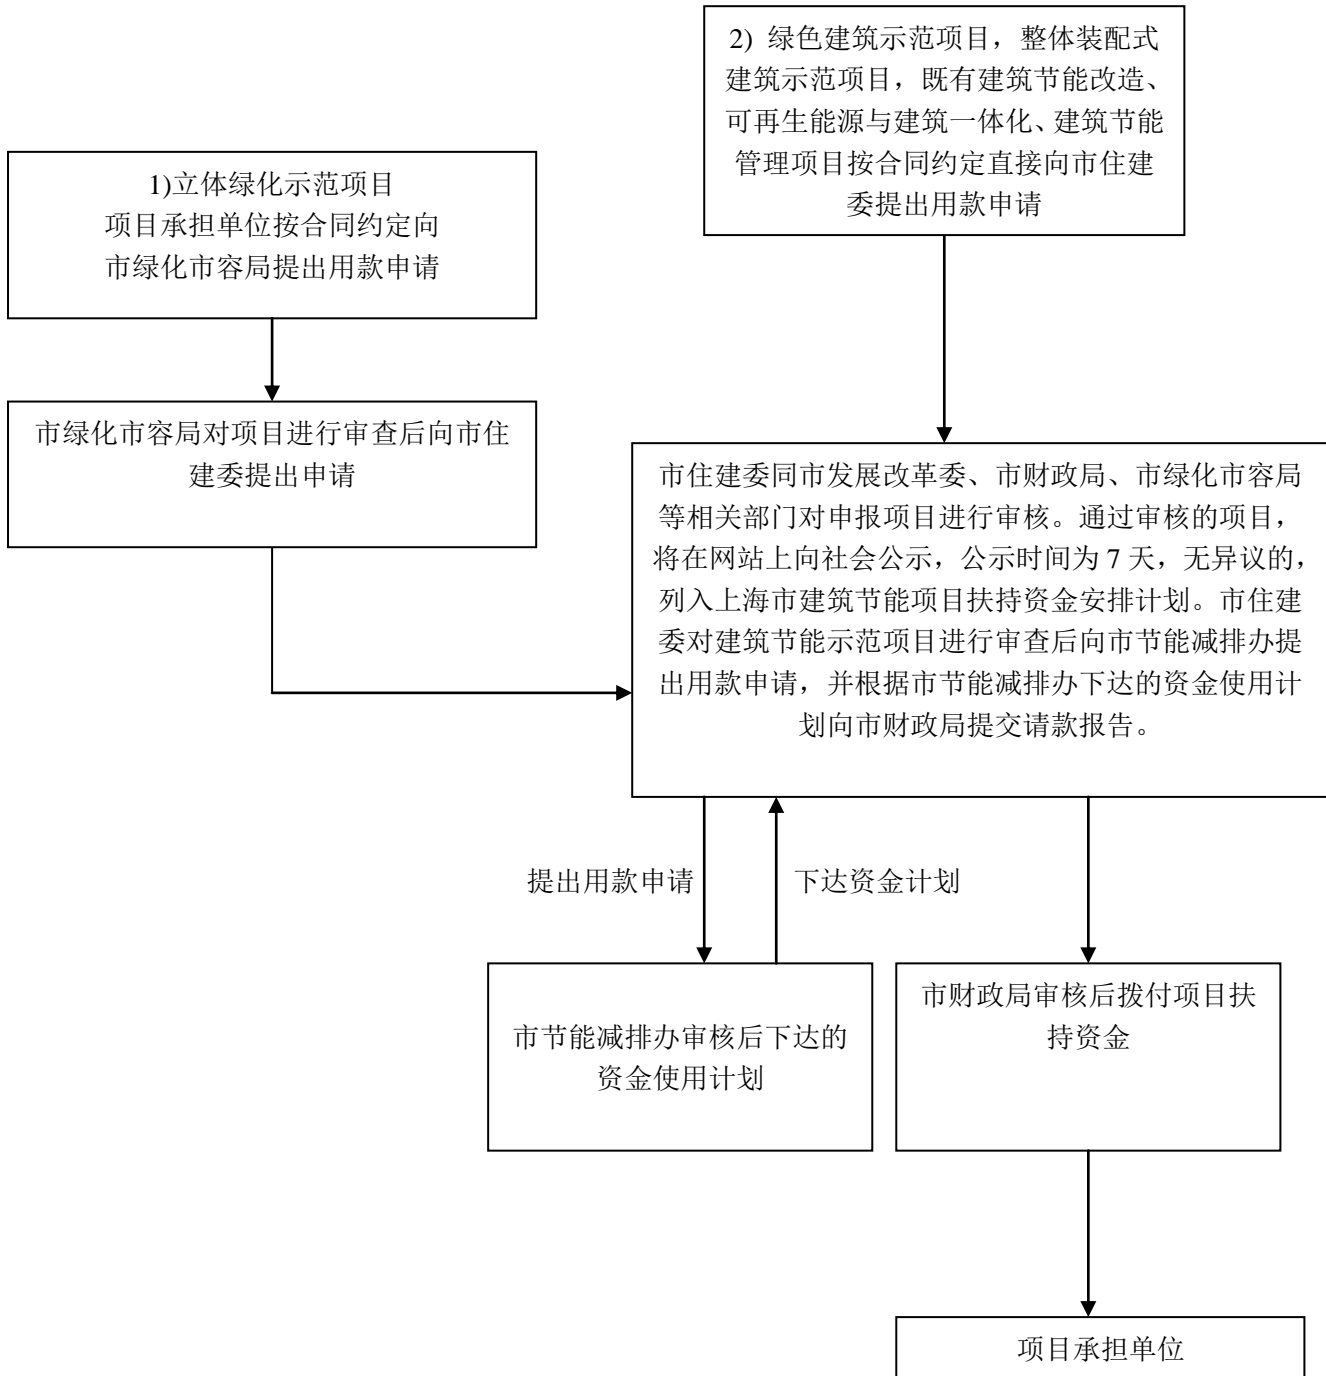 2) 绿色建筑示范项目，整体装配式
建筑示范项目，既有建筑节能改造、
可再生能源与建筑一体化、建筑节能
管理项目按合同约定直接向市住建
委提出用款申请
1)立体绿化示范项目
项目承担单位按合同约定向
市绿化市容局提出用款申请
市绿化市容局对项目进行审查后向市住
建委提出申请
市住建委同市发展改革委、市财政局、市绿化市容局
等相关部门对申报项目进行审核。通过审核的项目，
将在网站上向社会公示，公示时间为 7 天，无异议的，
列入上海市建筑节能项目扶持资金安排计划。市住建
委对建筑节能示范项目进行审查后向市节能减排办提
出用款申请，并根据市节能减排办下达的资金使用计
划向市财政局提交请款报告。
提出用款申请
下达资金计划
市节能减排办审核后下达的
资金使用计划
市财政局审核后拨付项目扶
持资金
项目承担单位